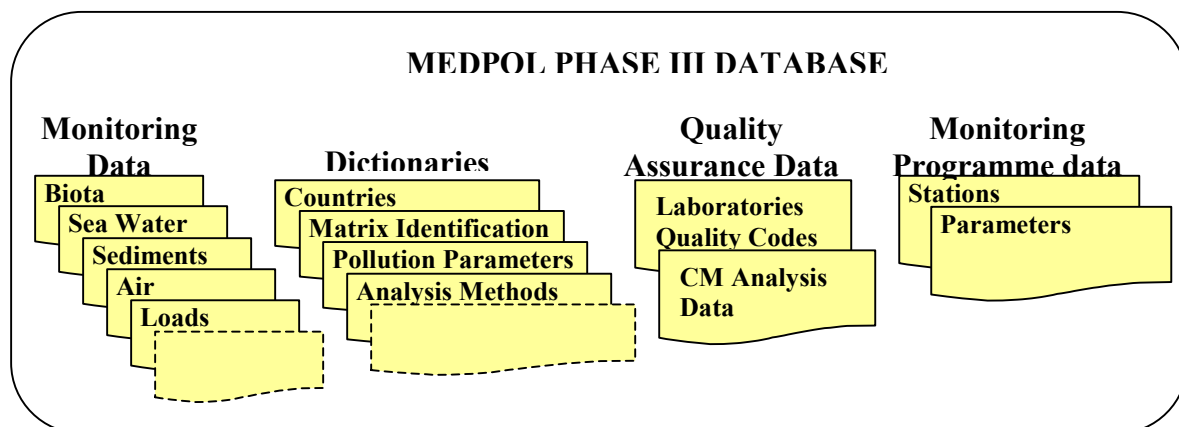 MEDPOL PHASE III DATABASE
Monitoring
Data
Biota
Sea Water
Sediments
Air
Loads
Dictionaries
Countries
Matrix Identification
Pollution Parameters
Analysis Methods
Quality
Assurance Data
Laboratories
Quality Codes
CM Analysis
Data
Monitoring
Programme data
Stations
Parameters